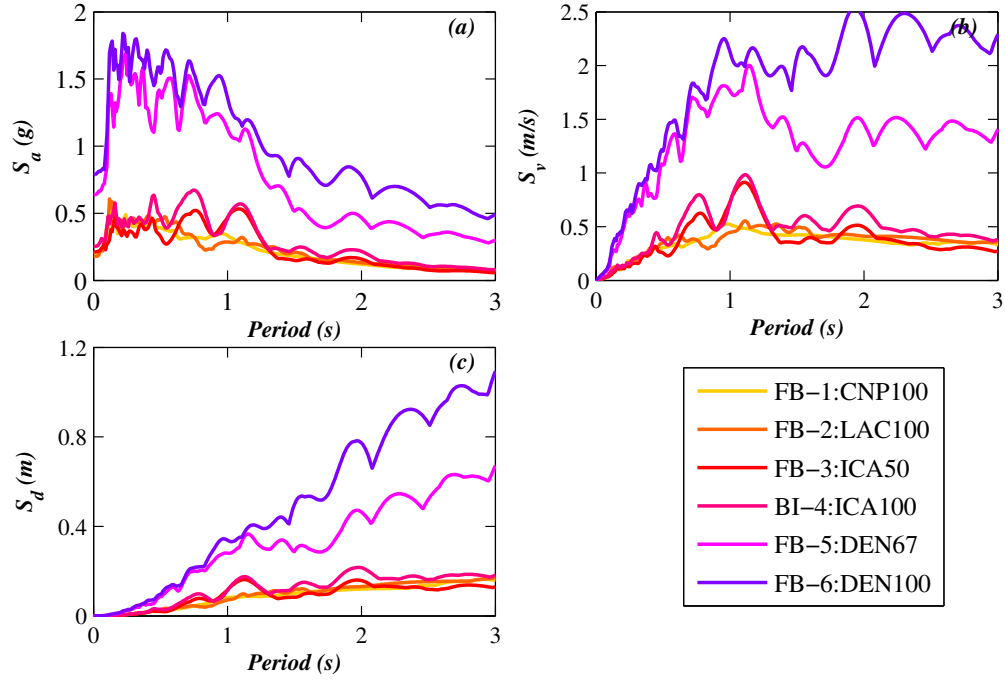 (a)
2
1.5
1
0.5
0
S_a (g)
0 1 2 3
Period (s)
(b)
2.5
2
1.5
1
0.5
0
S_v (m/s)
0 1 2 3
Period (s)
(c)
1.2
0.8
0.4
0
S_d (m)
0 1 2 3
Period (s)
FB−1:CNP100
FB−2:LAC100
FB−3:ICA50
BI−4:ICA100
FB−5:DEN67
FB−6:DEN100